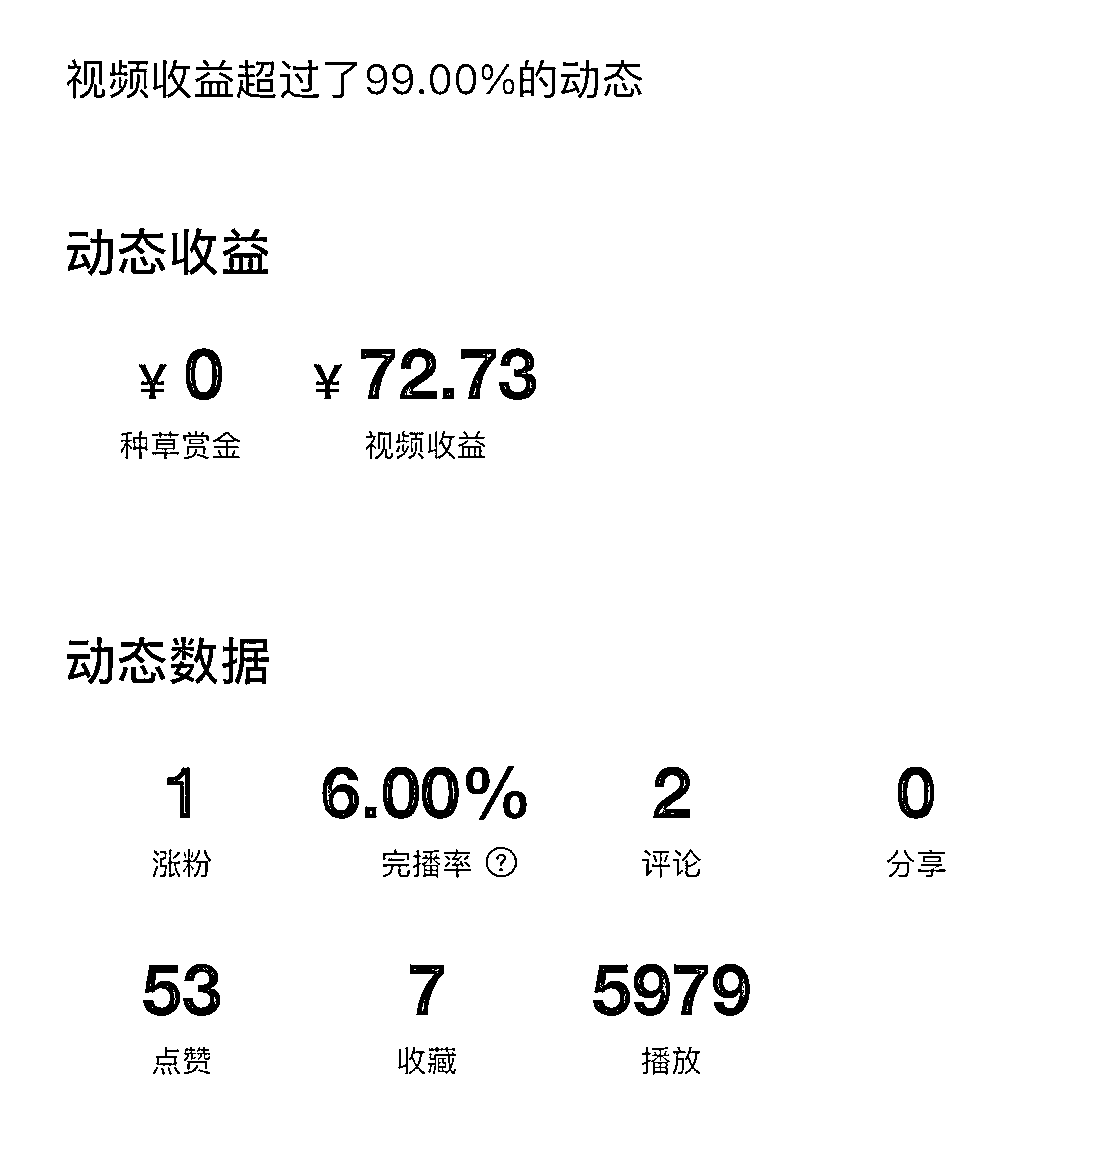 视频收益超过了99.00%的动态
动态收益
¥ 0 ¥ 72.73
种草赏金 视频收益
动态数据
1 6.00% 2 0
涨粉 完播率 ? 评论 分享
53 7 5979
点赞 收藏 播放